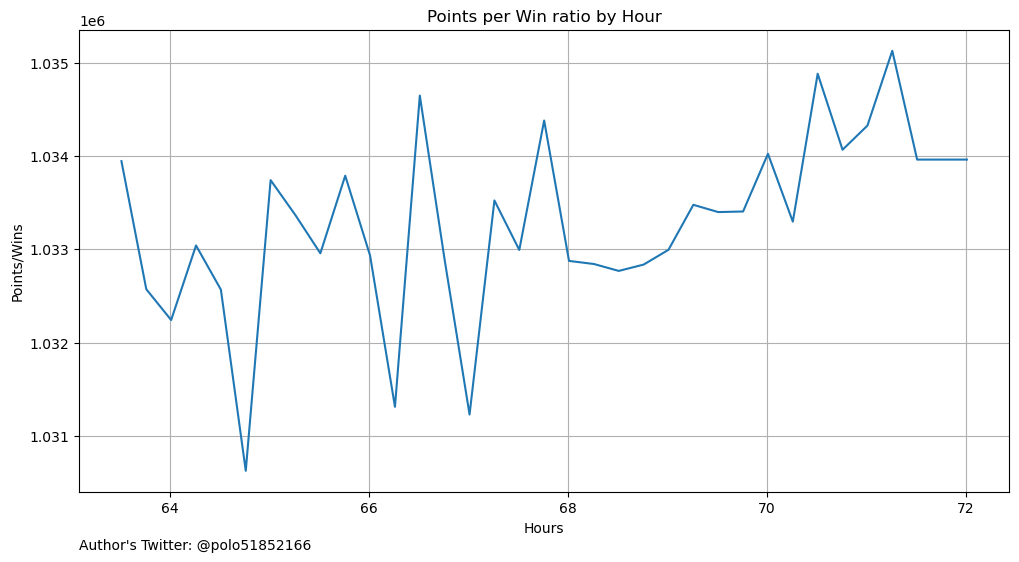 Points per Win ratio by Hour
1e6
1.035
1.034
1.033
1.032
1.031
Points/Wins
64 66 68 70 72
Hours
Author's Twitter: @polo51852166